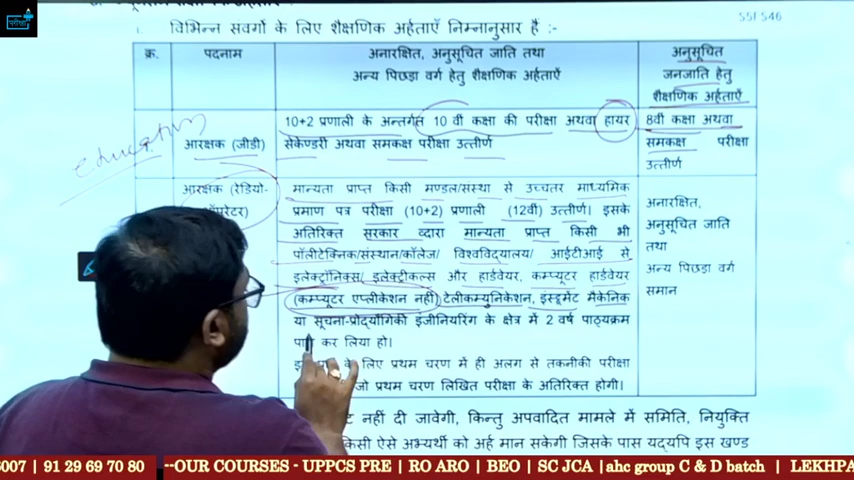 परीक्षा
SSI 546
विभिन्न संवर्गो के लिए शैक्षणिक अर्हताएँ निम्नानुसार है :-
क्र.
पदनाम
अनारक्षित, अनुसूचित जाति तथा
अन्य पिछड़ा वर्ग हेतु शैक्षणिक अर्हताएँ
अनुसूचित
जनजाति हेतु
शैक्षणिक अर्हताएँ
आरक्षक (जीडी)
10+2 प्रणाली के अन्तर्गत 10 वी कक्षा की परीक्षा अथवा हायर
सेकेण्डरी अथवा समकक्ष परीक्षा उत्तीर्ण
8वी कक्षा अथवा
समकक्ष परीक्षा
उत्तीर्ण
education
आरक्षक (रेडियो-
मान्यता प्राप्त किसी मण्डल/संस्था से उच्चतर माध्यमिक
प्रमाण पत्र परीक्षा (10+2) प्रणाली (12वी) उत्तीर्ण। इसके
अतिरिक्त सरकार व्दारा मान्यता प्राप्त किसी भी
पॉलीटेक्निक/संस्थान/कॉलेज/ विश्वविद्यालय/ आईटीआई से
इलेक्ट्रॉनिक्स/ इलेक्ट्रीकल्स और हार्डवेयर, कम्प्यूटर हार्डवेयर
(कम्प्यूटर एप्लीकेशन नहीं) टेलीकम्युनिकेशन, इंस्ट्रूमेंट मैकेनिक
या सूचना-प्रोद्यौगिकी इंजीनियरिंग के क्षेत्र में 2 वर्ष पाठ्यक्रम
कर लिया हो।
के लिए प्रथम चरण में ही अलग से तकनीकी परीक्षा
जो प्रथम चरण लिखित परीक्षा के अतिरिक्त होगी।
अनारक्षित,
अनुसूचित जाति
तथा
अन्य पिछड़ा वर्ग
समान
नहीं दी जावेगी, किन्तु अपवादित मामले में समिति, नियुक्ति
किसी ऐसे अभ्यर्थी को अर्ह मान सकेगी जिसके पास यद्यपि इस खण्ड
6007 | 91 29 69 70 80 | --OUR COURSES - UPPCS PRE | RO ARO | BEO | SC JCA |ahc group C & D batch | LEKHPA